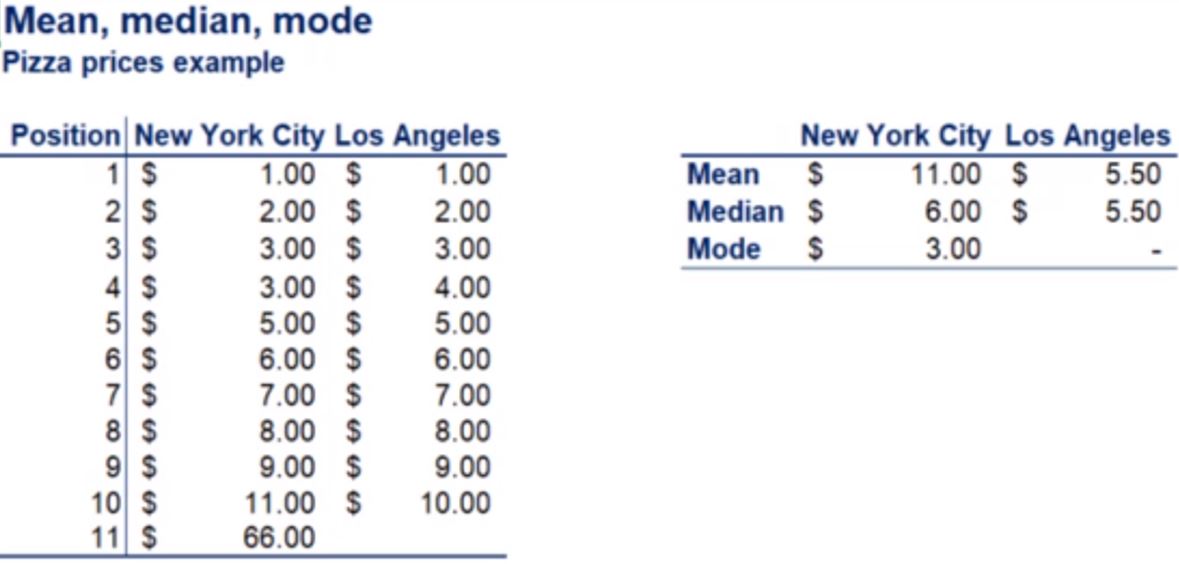 Mean, median, mode
Pizza prices example
Position New York City Los Angeles
1 $ 1.00 $ 1.00
2 $ 2.00 $ 2.00
3 $ 3.00 $ 3.00
4 $ 3.00 $ 4.00
5 $ 5.00 $ 5.00
6 $ 6.00 $ 6.00
7 $ 7.00 $ 7.00
8 $ 8.00 $ 8.00
9 $ 9.00 $ 9.00
10 $ 11.00 $ 10.00
11 $ 66.00
New York City Los Angeles
Mean $ 11.00 $ 5.50
Median $ 6.00 $ 5.50
Mode $ 3.00 -